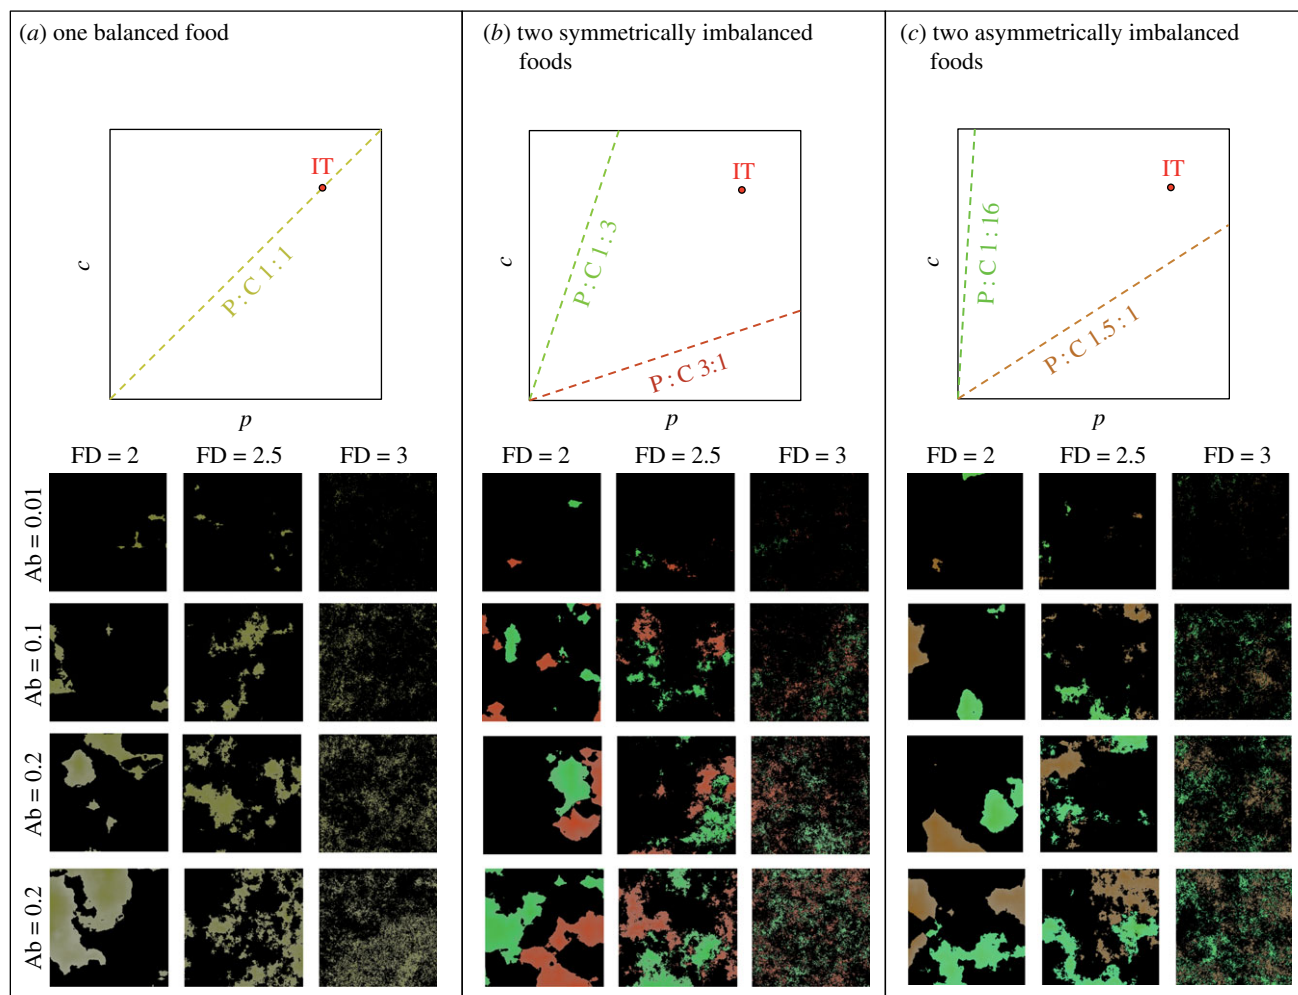 (a) one balanced food
IT
P:C 1:1
c
p
FD = 2 FD = 2.5 FD = 3
Ab = 0.01
Ab = 0.1
Ab = 0.2
Ab = 0.2
(b) two symmetrically imbalanced
foods
IT
P:C 1:3
P:C 3:1
c
p
FD = 2 FD = 2.5 FD = 3
(c) two asymmetrically imbalanced
foods
IT
P:C 1:16
P:C 1.5:1
c
p
FD = 2 FD = 2.5 FD = 3